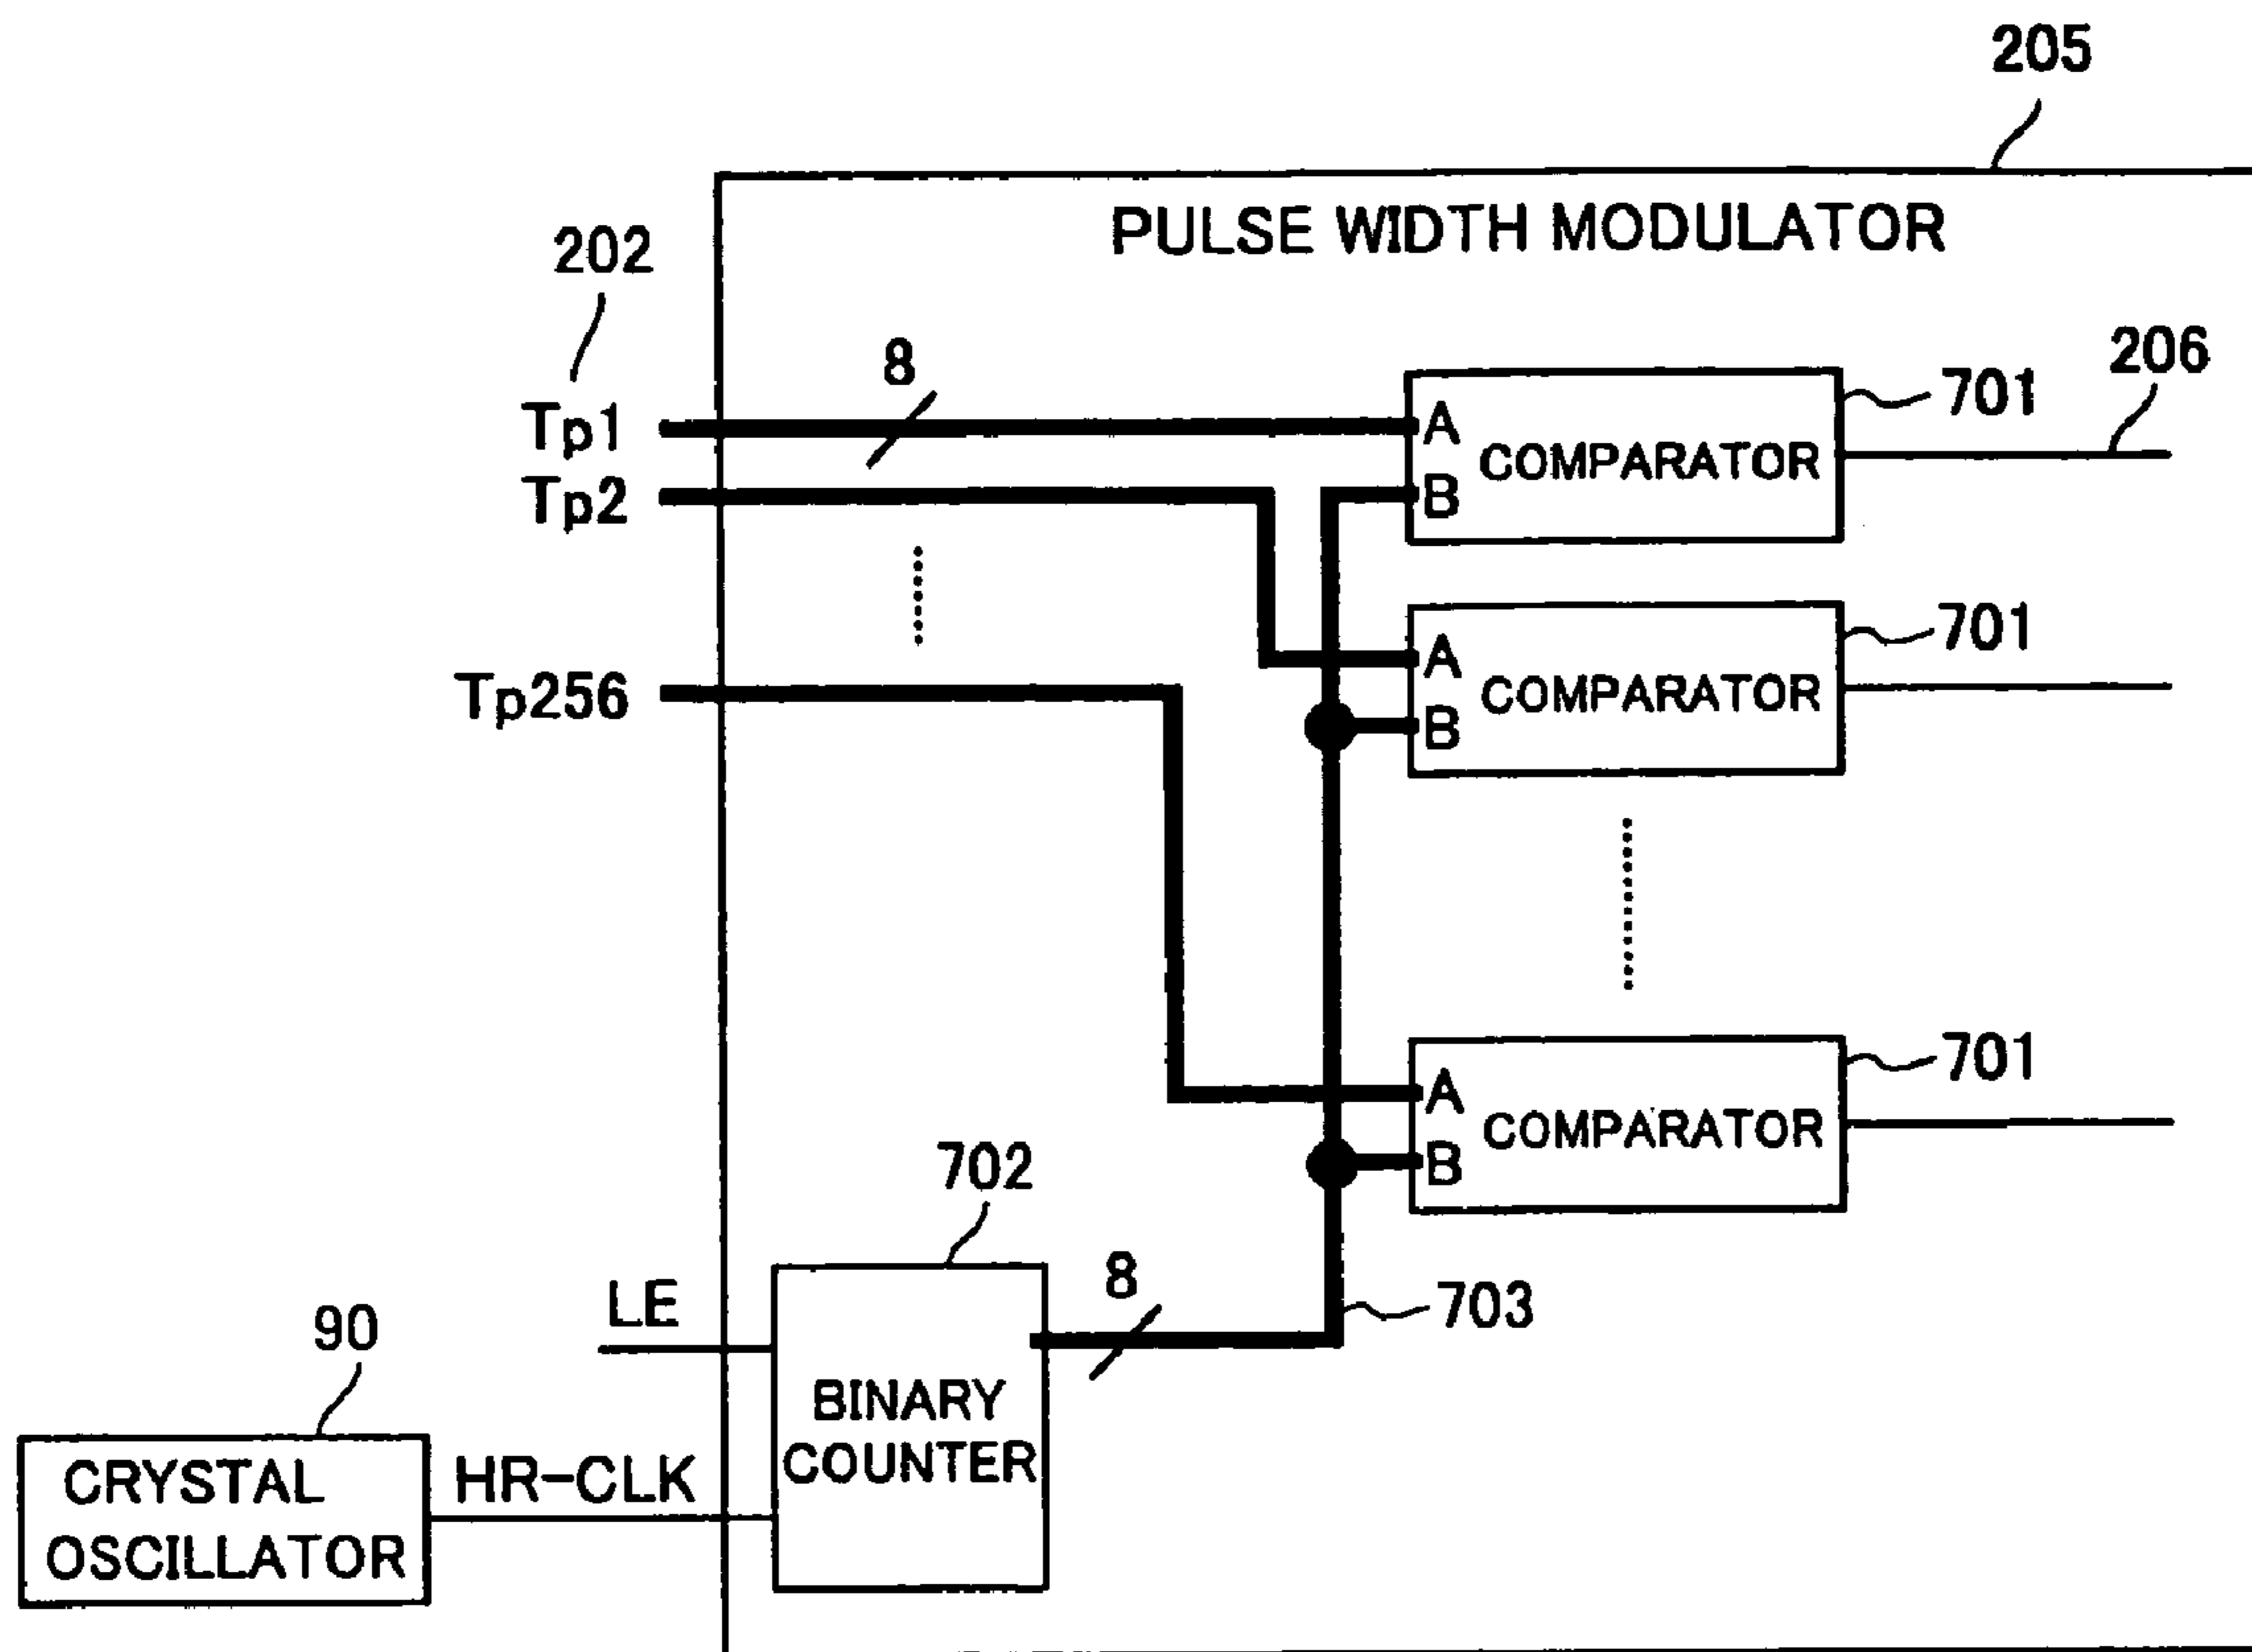 205
PULSE WIDTH MODULATOR
202
8
206
Tp1
A
COMPARATOR
B
701
Tp2
A
COMPARATOR
B
701
Tp256
A
COMPARATOR
B
701
702
8
703
LE
90
BINARY
COUNTER
CRYSTAL
OSCILLATOR
HR-CLK